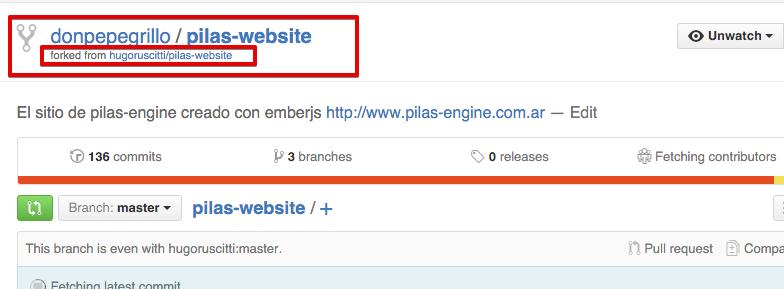 donpepegrillo / pilas-website
forked from hugoruscitti/pilas-website
Unwatch
El sitio de pilas-engine creado con emberjs http://www.pilas-engine.com.ar — Edit
136 commits 3 branches 0 releases Fetching contributors
Branch: master pilas-website / +
This branch is even with hugoruscitti:master. Pull request Compa
Fetching latest commit